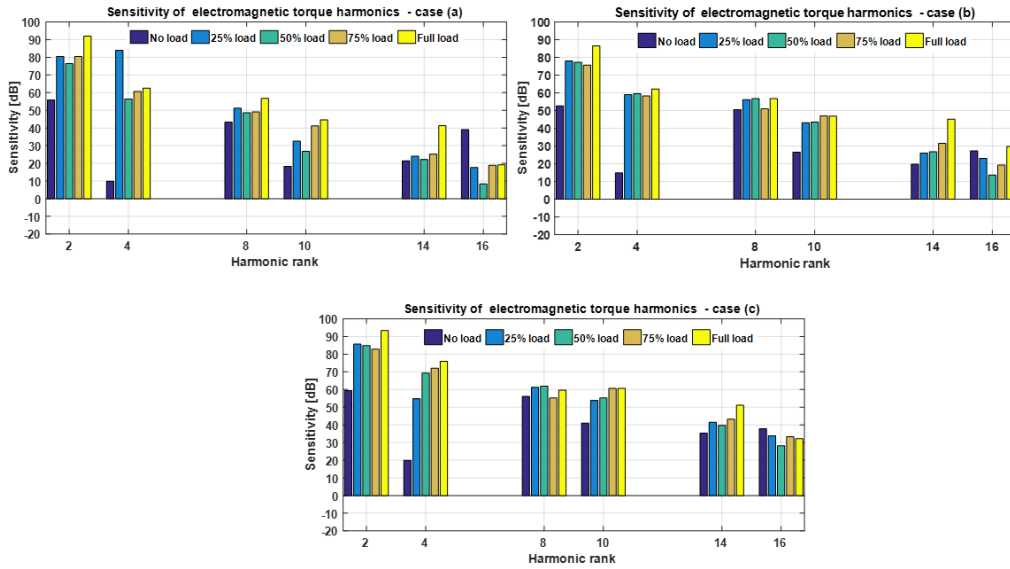 Sensitivity of electromagnetic torque harmonics - case (a)
No load 25% load 50% load 75% load Full load
Sensitivity [dB]
100
90
80
70
60
50
40
30
20
10
0
-10
-20
2 4 8 10 14 16
Harmonic rank
Sensitivity of electromagnetic torque harmonics - case (b)
No load 25% load 50% load 75% load Full load
Sensitivity [dB]
100
90
80
70
60
50
40
30
20
10
0
-10
-20
2 4 8 10 14 16
Harmonic rank
Sensitivity of electromagnetic torque harmonics - case (c)
No load 25% load 50% load 75% load Full load
Sensitivity [dB]
100
90
80
70
60
50
40
30
20
10
0
-10
-20
2 4 8 10 14 16
Harmonic rank